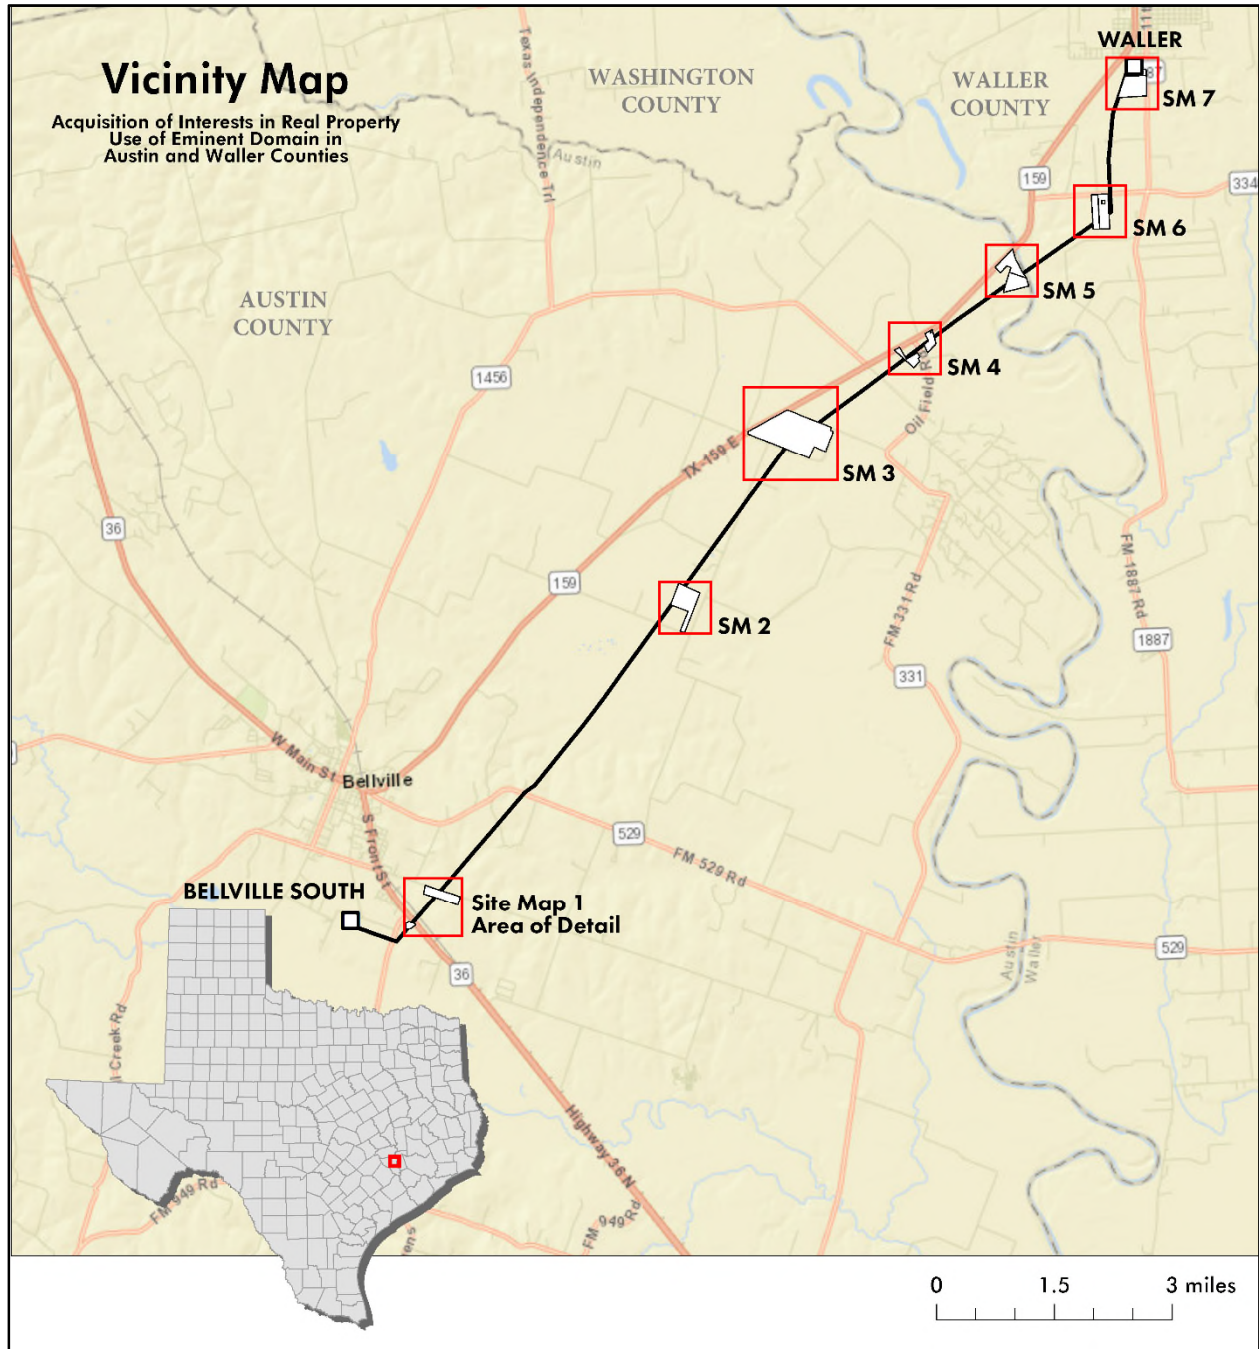 Vicinity Map
Acquisition of Interests in Real Property
Use of Eminent Domain in
Austin and Waller Counties
WASHINGTON
COUNTY
WALLER
COUNTY
WALLER
SM 7
Texas Independence Trl
Austin
159
334
SM 6
SM 5
AUSTIN
COUNTY
1456
SM 4
Oil Field Rd
TX-159 E
SM 3
36
159
SM 2
FM 331 Rd
FM 1887 Rd
1887
331
W Main St
Bellville
S Front St
529
FM 529 Rd
BELLVILLE SOUTH
Site Map 1
Area of Detail
36
Austin
Waller
529
Creek Rd
Highway 36 N
FM 949 Rd
FM 949 Rd
0 1.5 3 miles